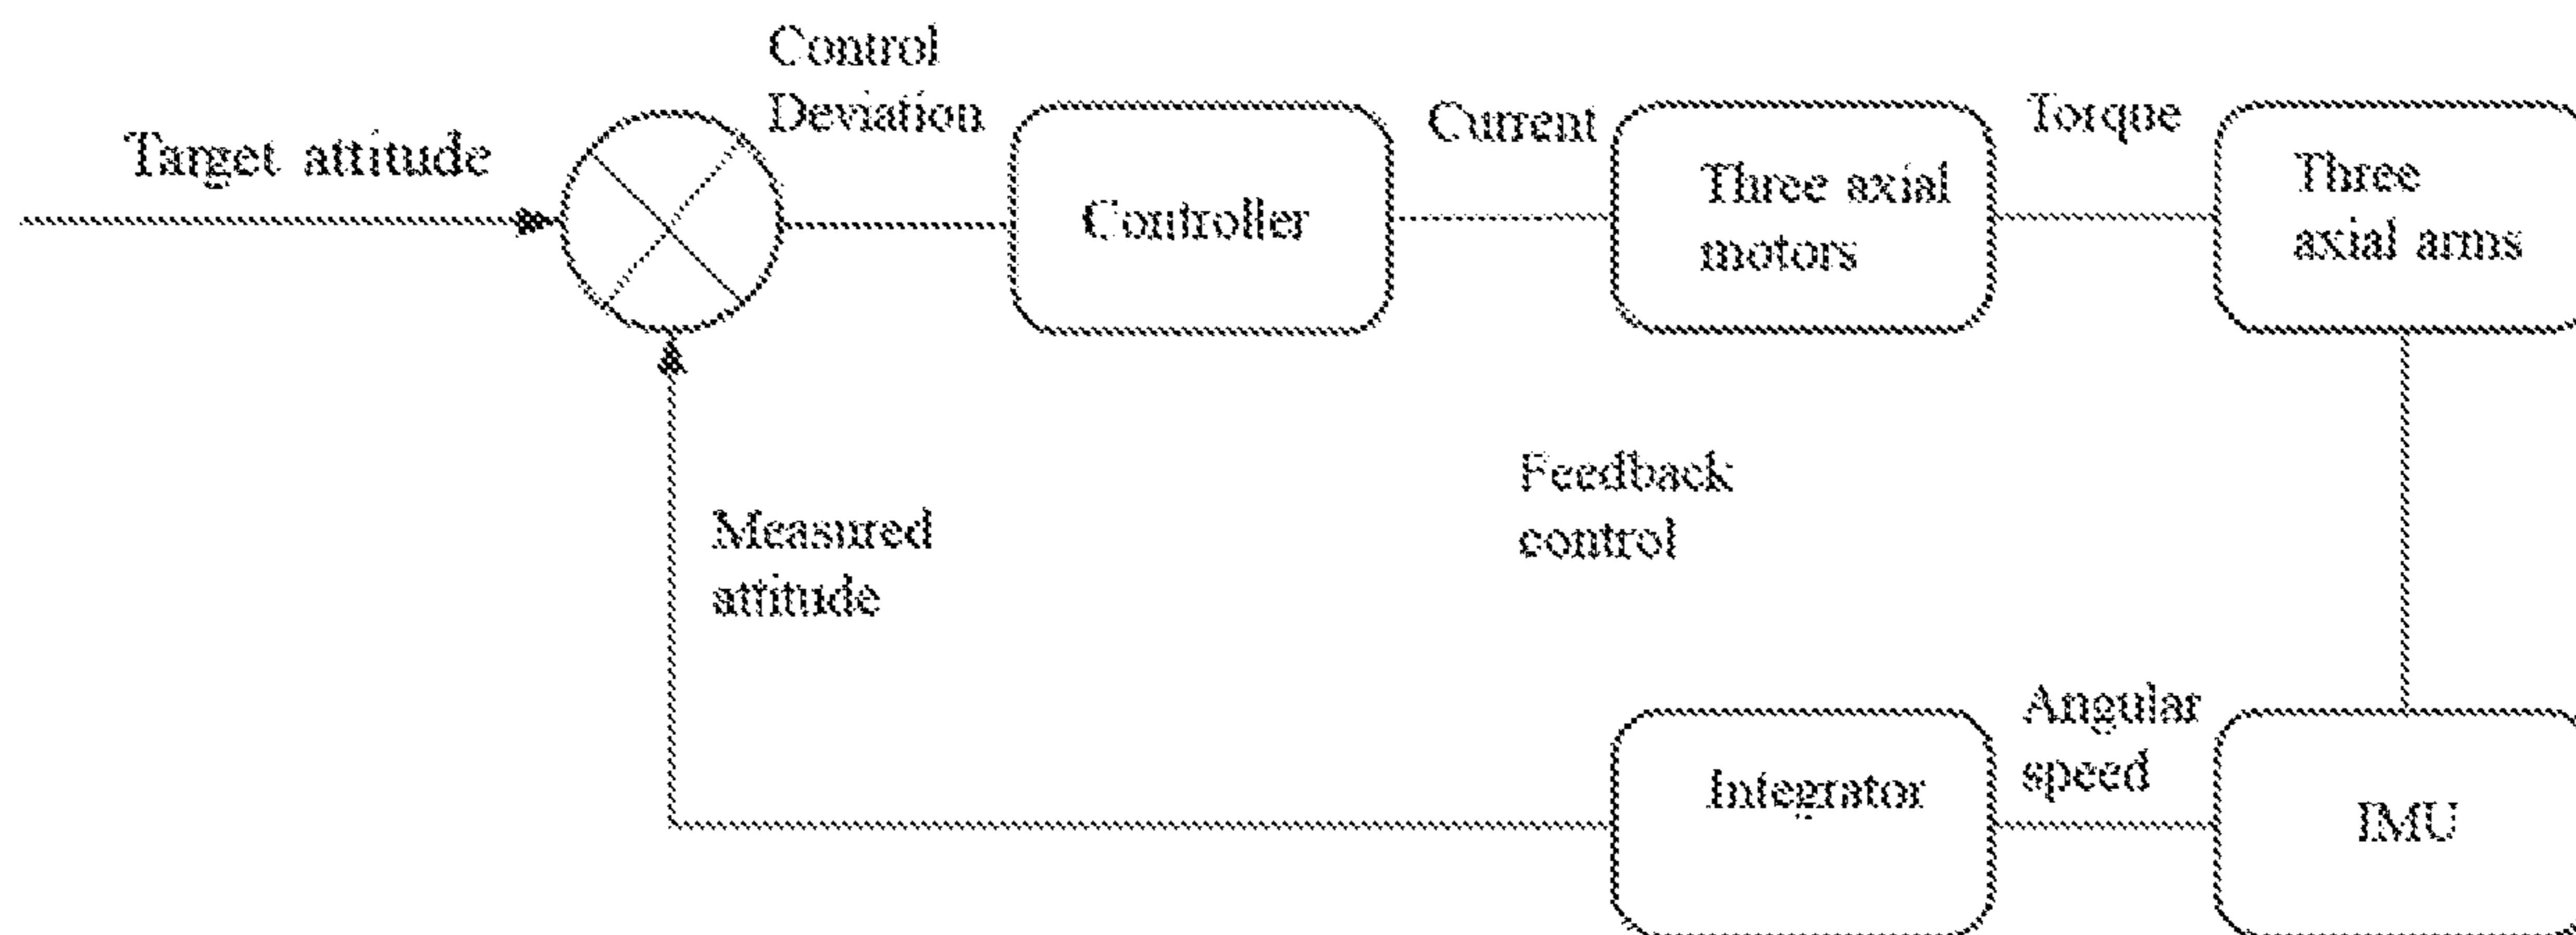 Control
Deviation
Target attitude
Controller
Current
Three axial
motors
Torque
Three
axial arms
Feedback
control
Measured
attitude
Integrator
Angular
speed
IMU